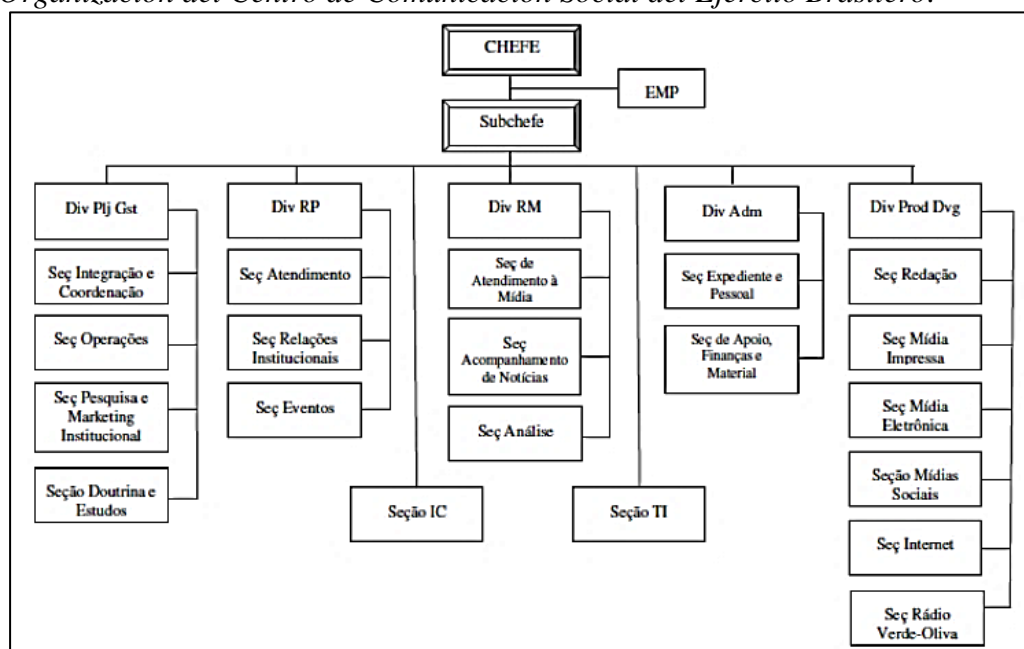 Organización del Centro de Comunicación Social del Ejército Brasilero.
CHEFE
EMP
Subchefe
Div Plj Gst
Seç Integração e
Coordenação
Seç Operações
Seç Pesquisa e
Marketing
Institucional
Seção Doutrina e
Estudos
Div RP
Seç Atendimento
Seç Relações
Institucionais
Seç Eventos
Seção IC
Div RM
Seç de
Atendimento à
Mídia
Seç
Acompanhamento
de Notícias
Seç Análise
Seção TI
Div Adm
Seç Expediente e
Pessoal
Seç de Apoio,
Finanças e
Material
Div Prod Dvg
Seç Redação
Seç Mídia
Impressa
Seç Mídia
Eletrônica
Seção Mídias
Sociais
Seç Internet
Seç Rádio
Verde-Oliva